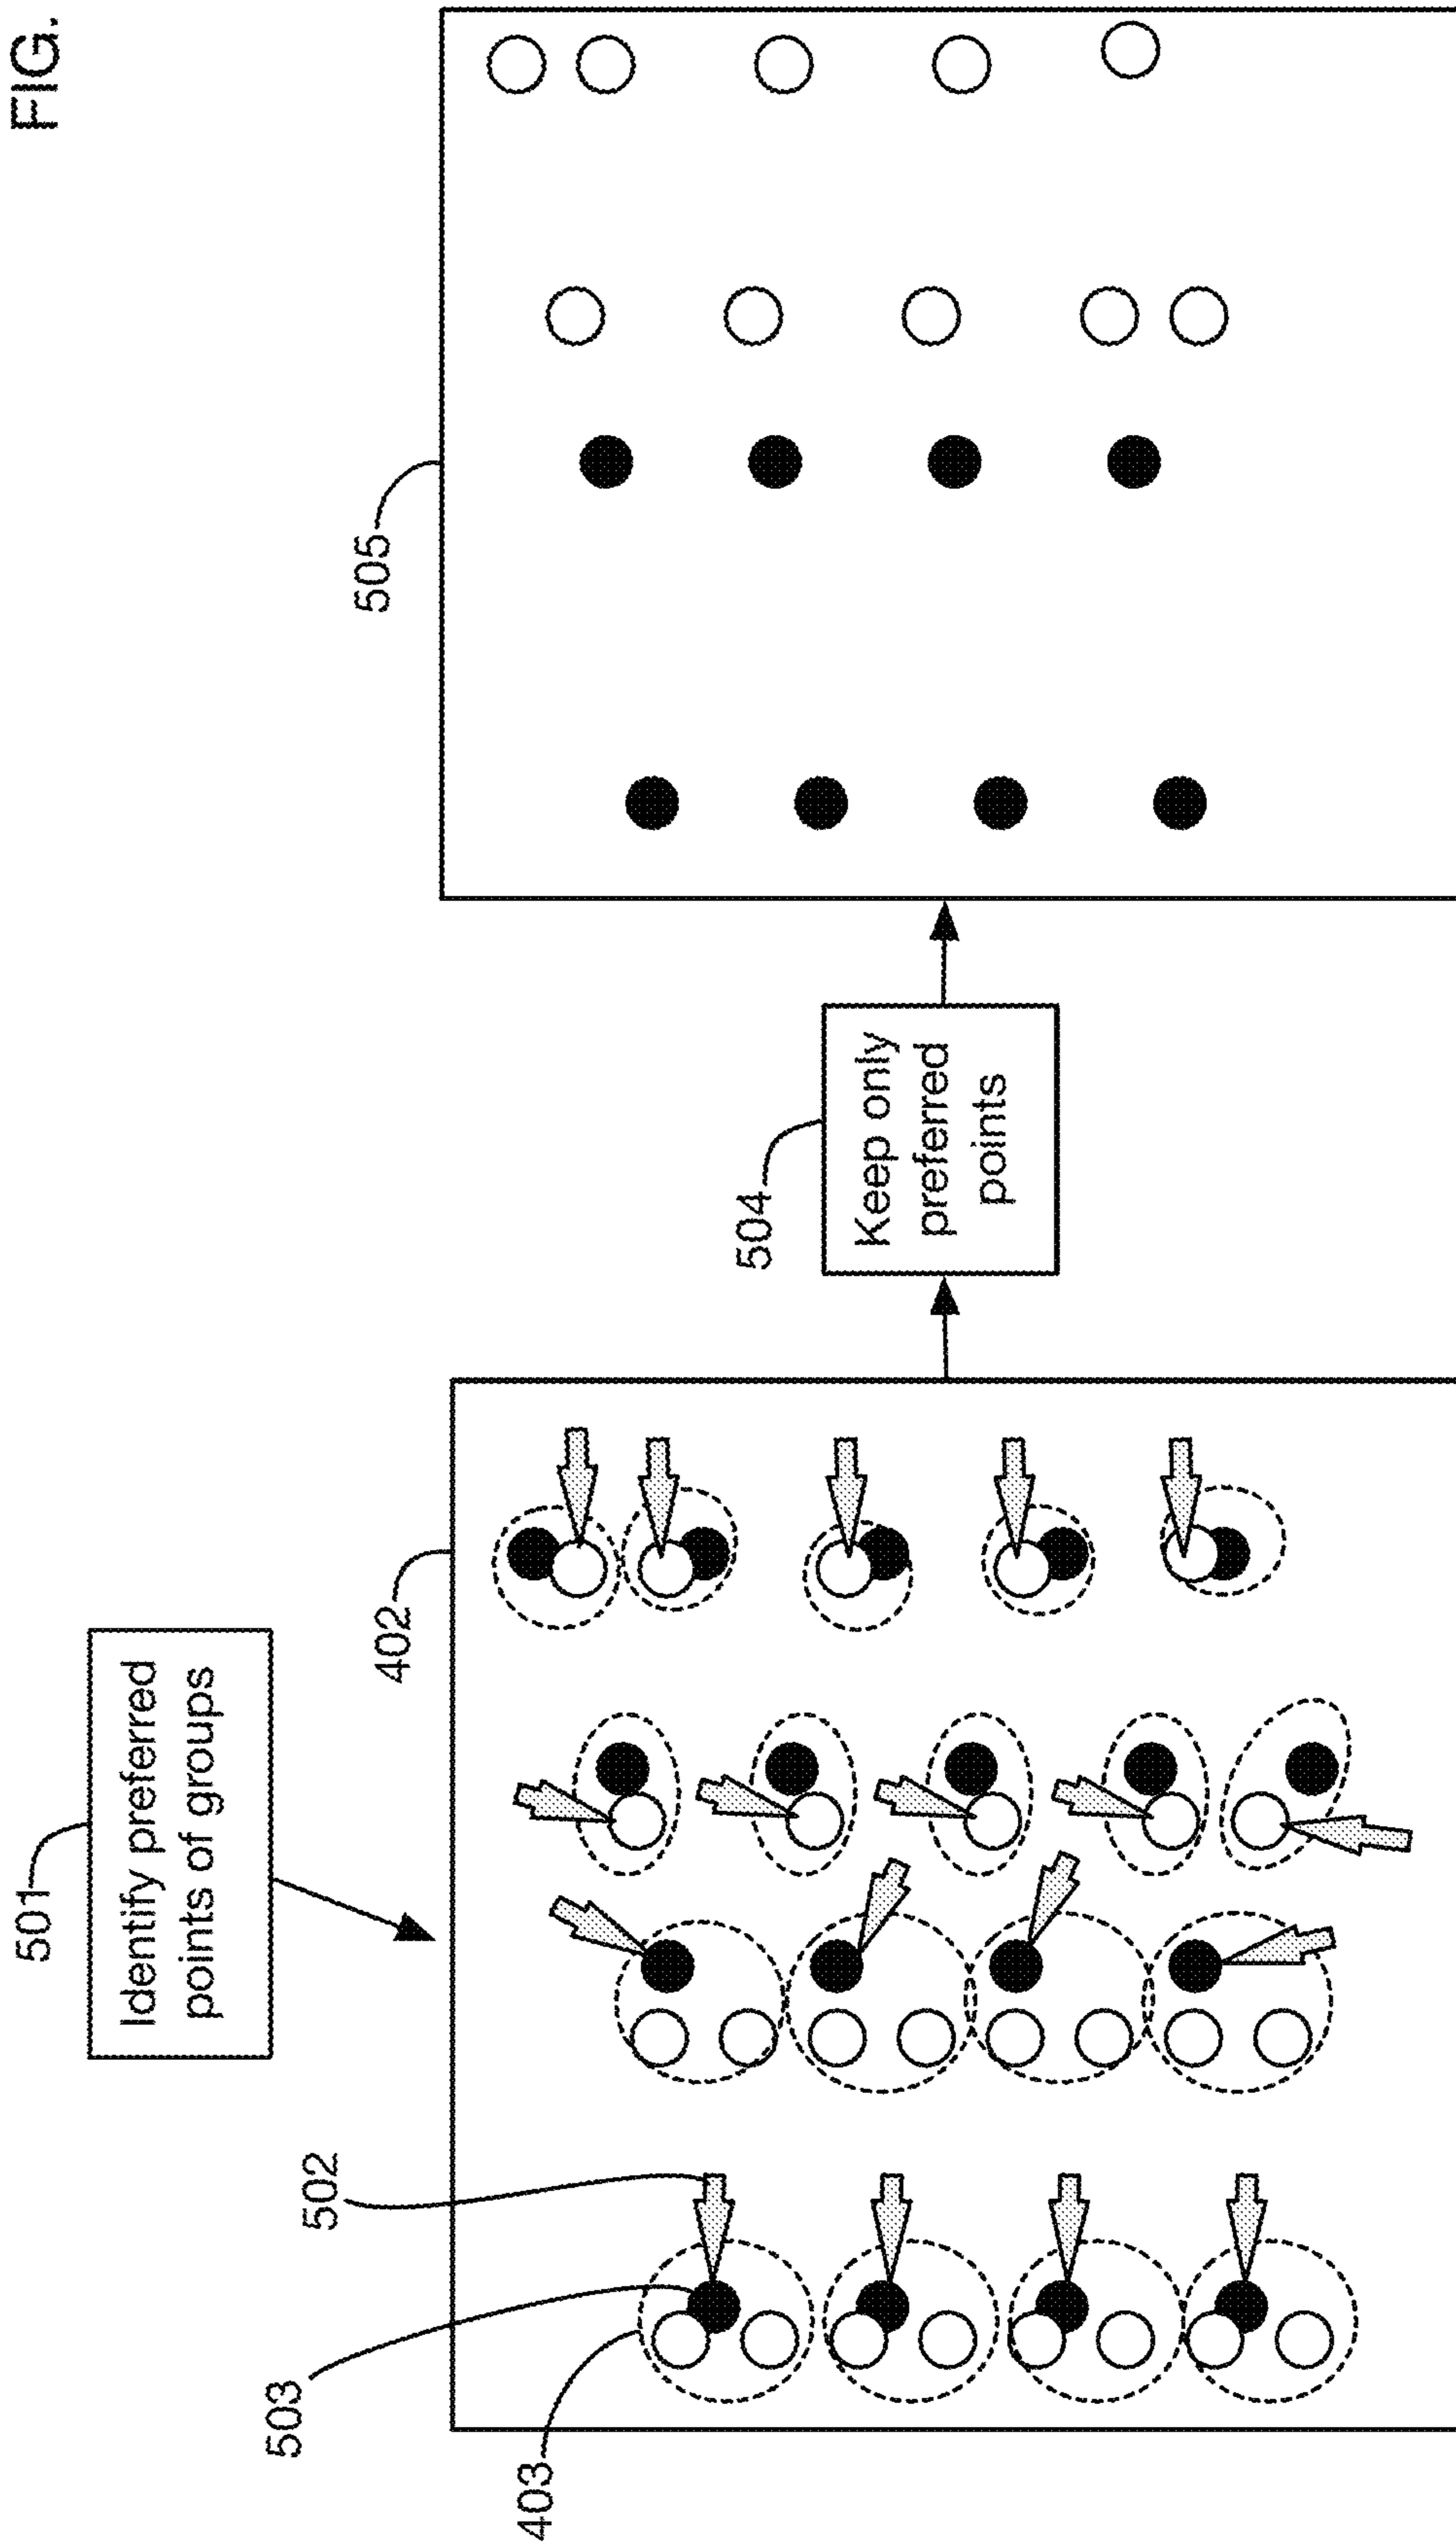 FIG.
501
Identify preferred
points of groups
503
502
402
505
403
504
Keep only
preferred
points